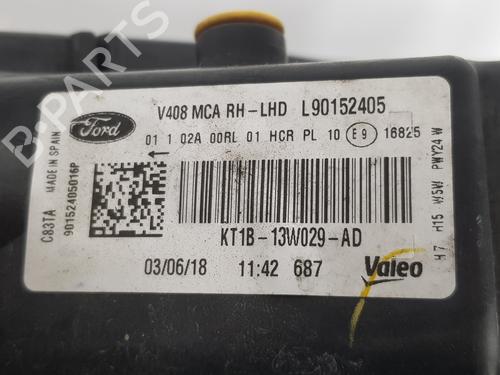 V408 MCA RH-LHD L90152405
Ford
01 1 02A 00RL 01 HCR PL 10 E9 16825
C83TA MADE IN SPAIN
90152405016P
KT1B-13W029-AD
03/06/18 11:42 687 Valeo
H7 H15 W5W PWY24W
B-PARTS